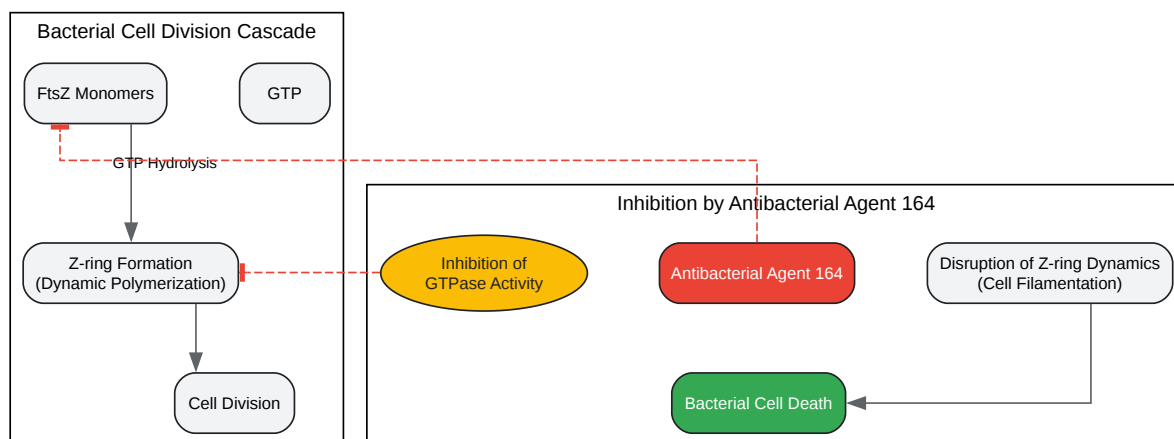 Bacterial Cell Division Cascade
FtsZ Monomers
GTP
GTP Hydrolysis
Z-ring Formation
(Dynamic Polymerization)
Cell Division
Inhibition by Antibacterial Agent 164
Inhibition of
GTPase Activity
Antibacterial Agent 164
Disruption of Z-ring Dynamics
(Cell Filamentation)
Bacterial Cell Death